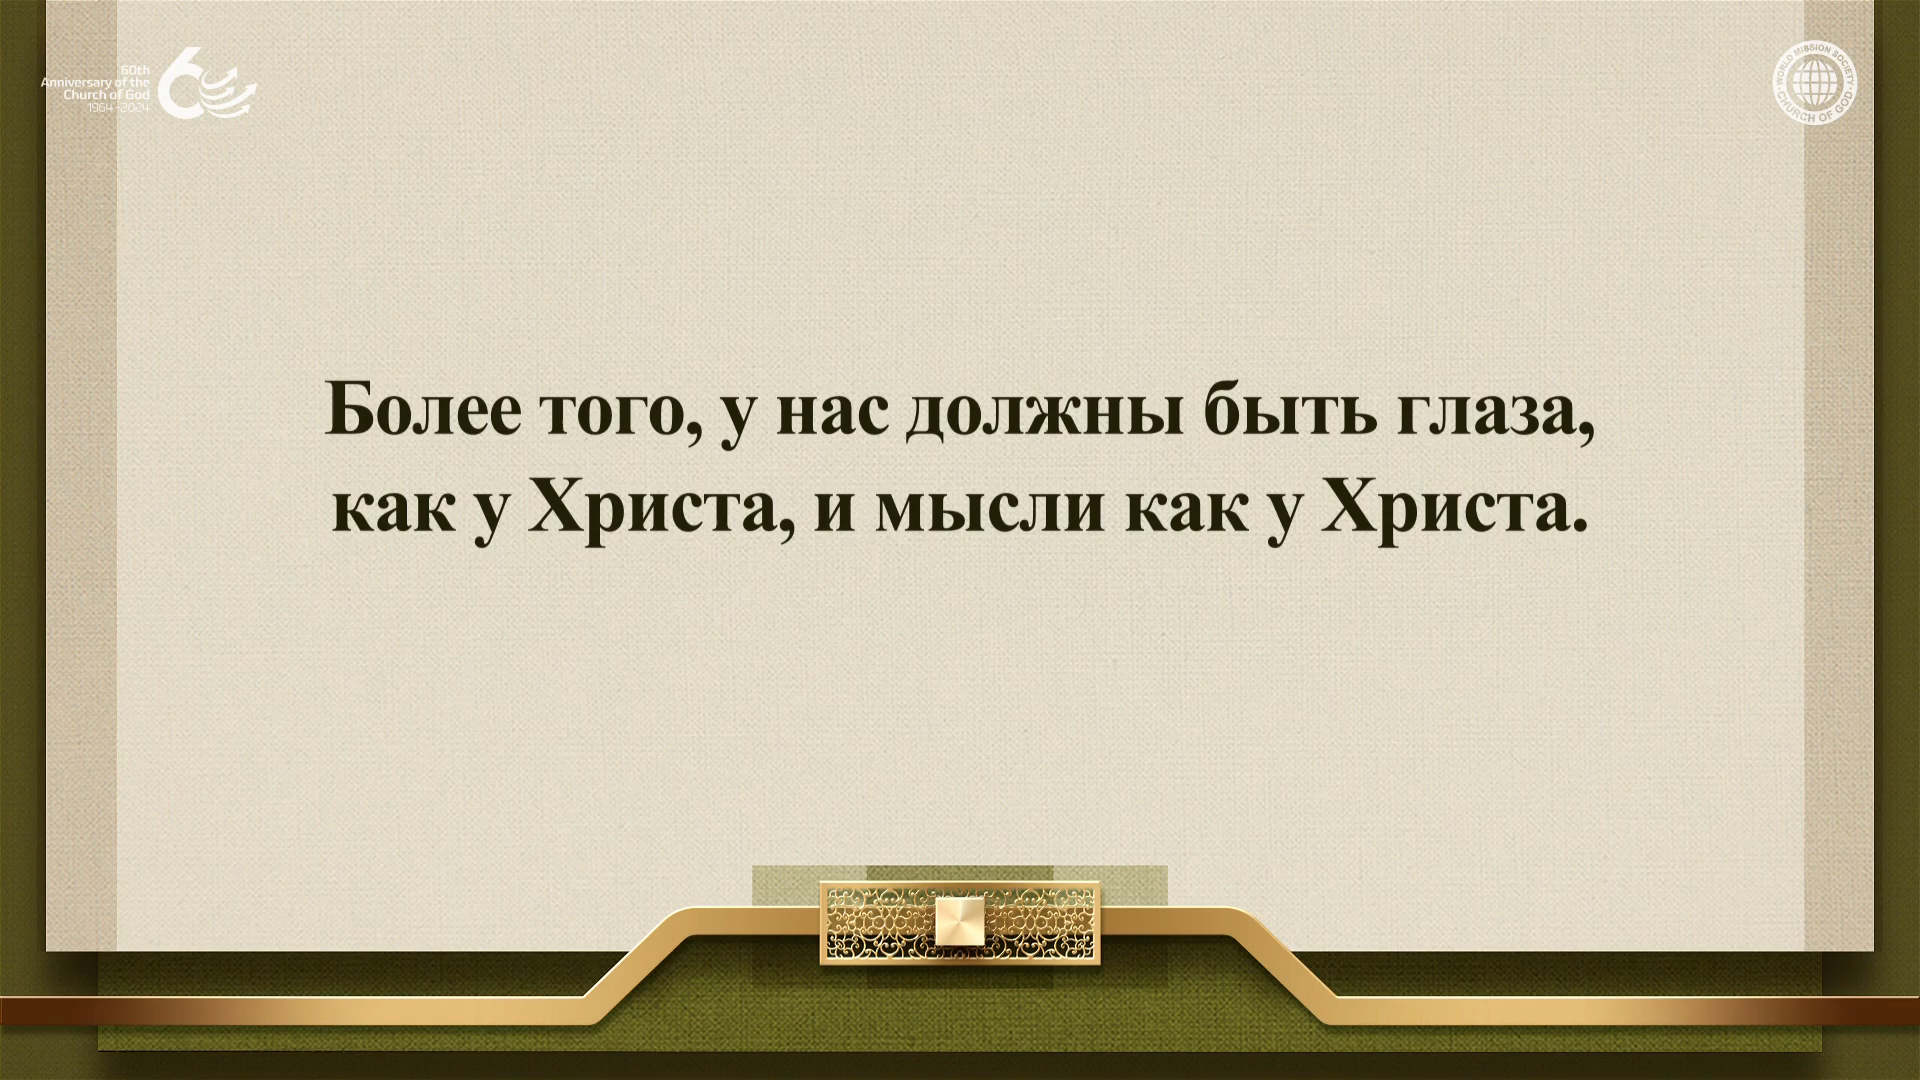 60th
Anniversary of the
Church of God
1964-2024
WORLD MISSION SOCIETY
CHURCH OF GOD
Более того, у нас должны быть глаза,
как у Христа, и мысли как у Христа.